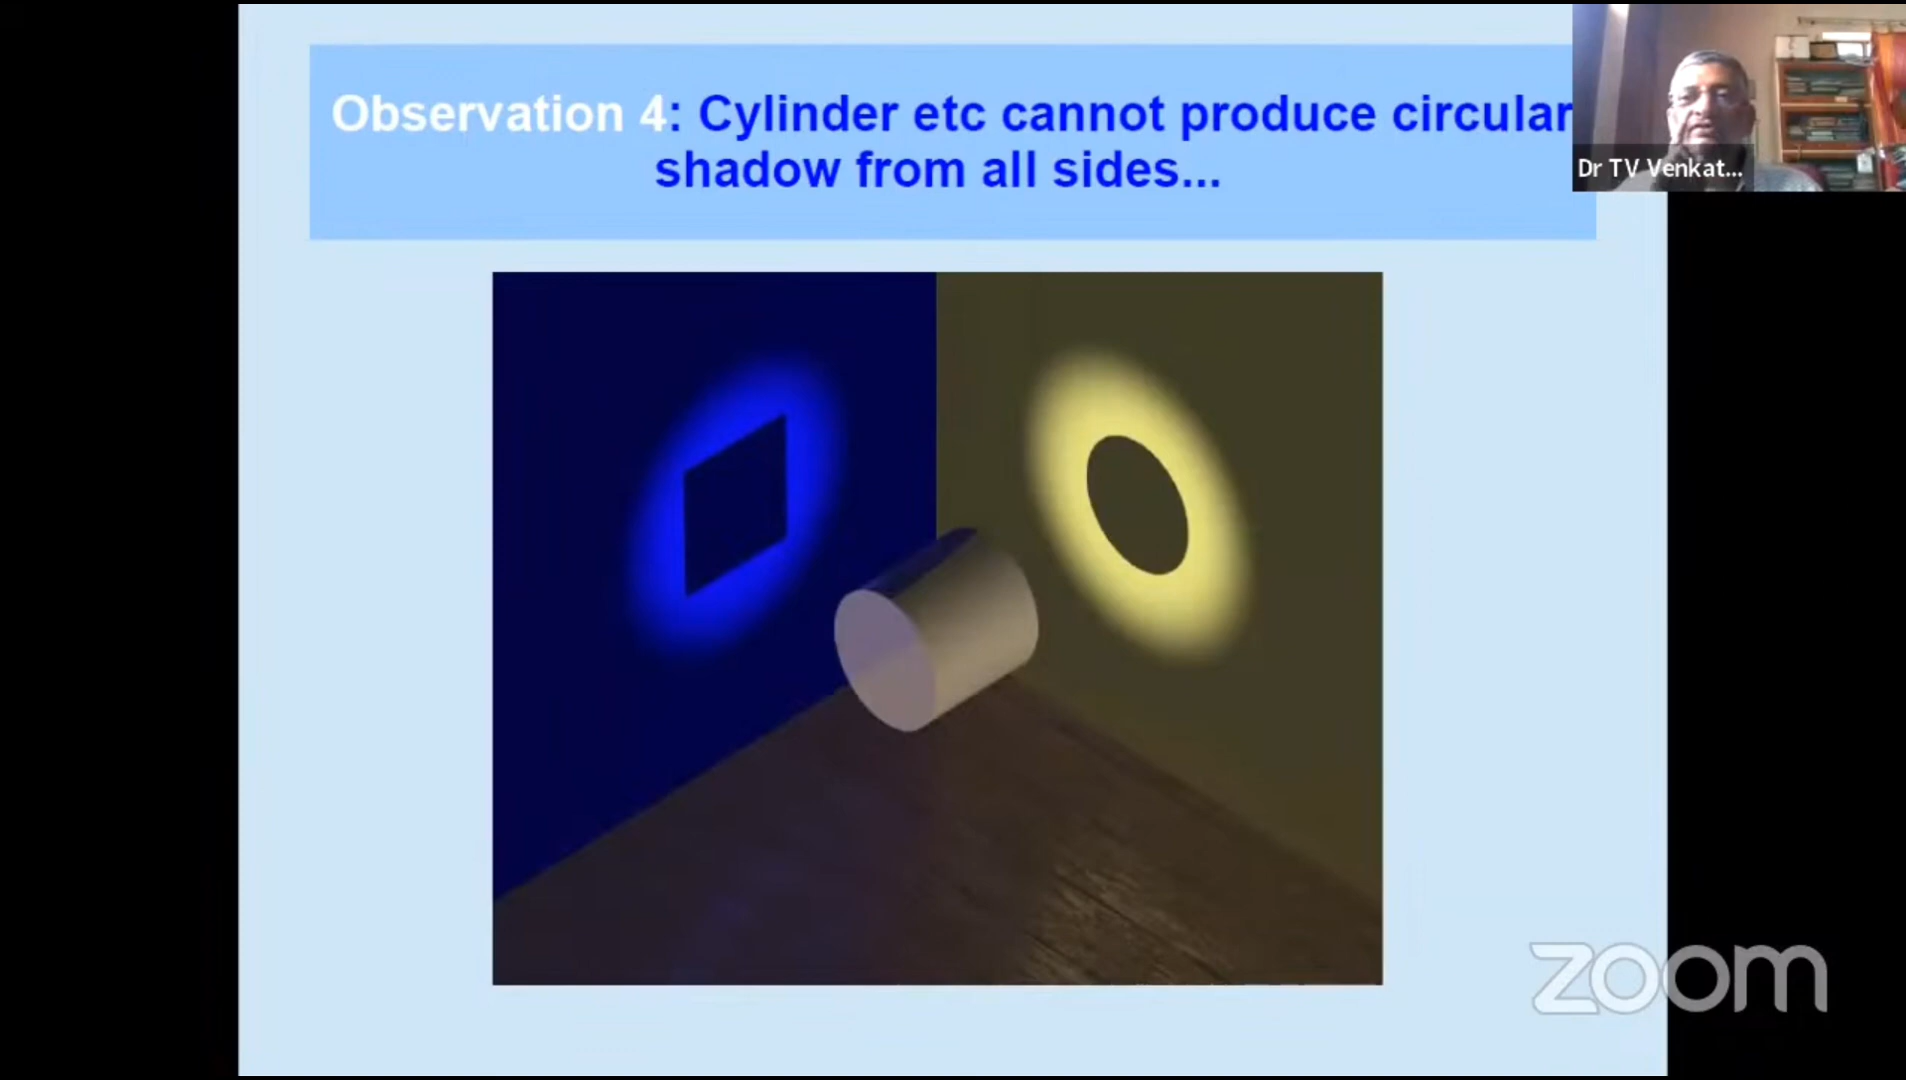 Observation 4: Cylinder etc cannot produce circular
shadow from all sides...
Dr TV Venkat...
zoom